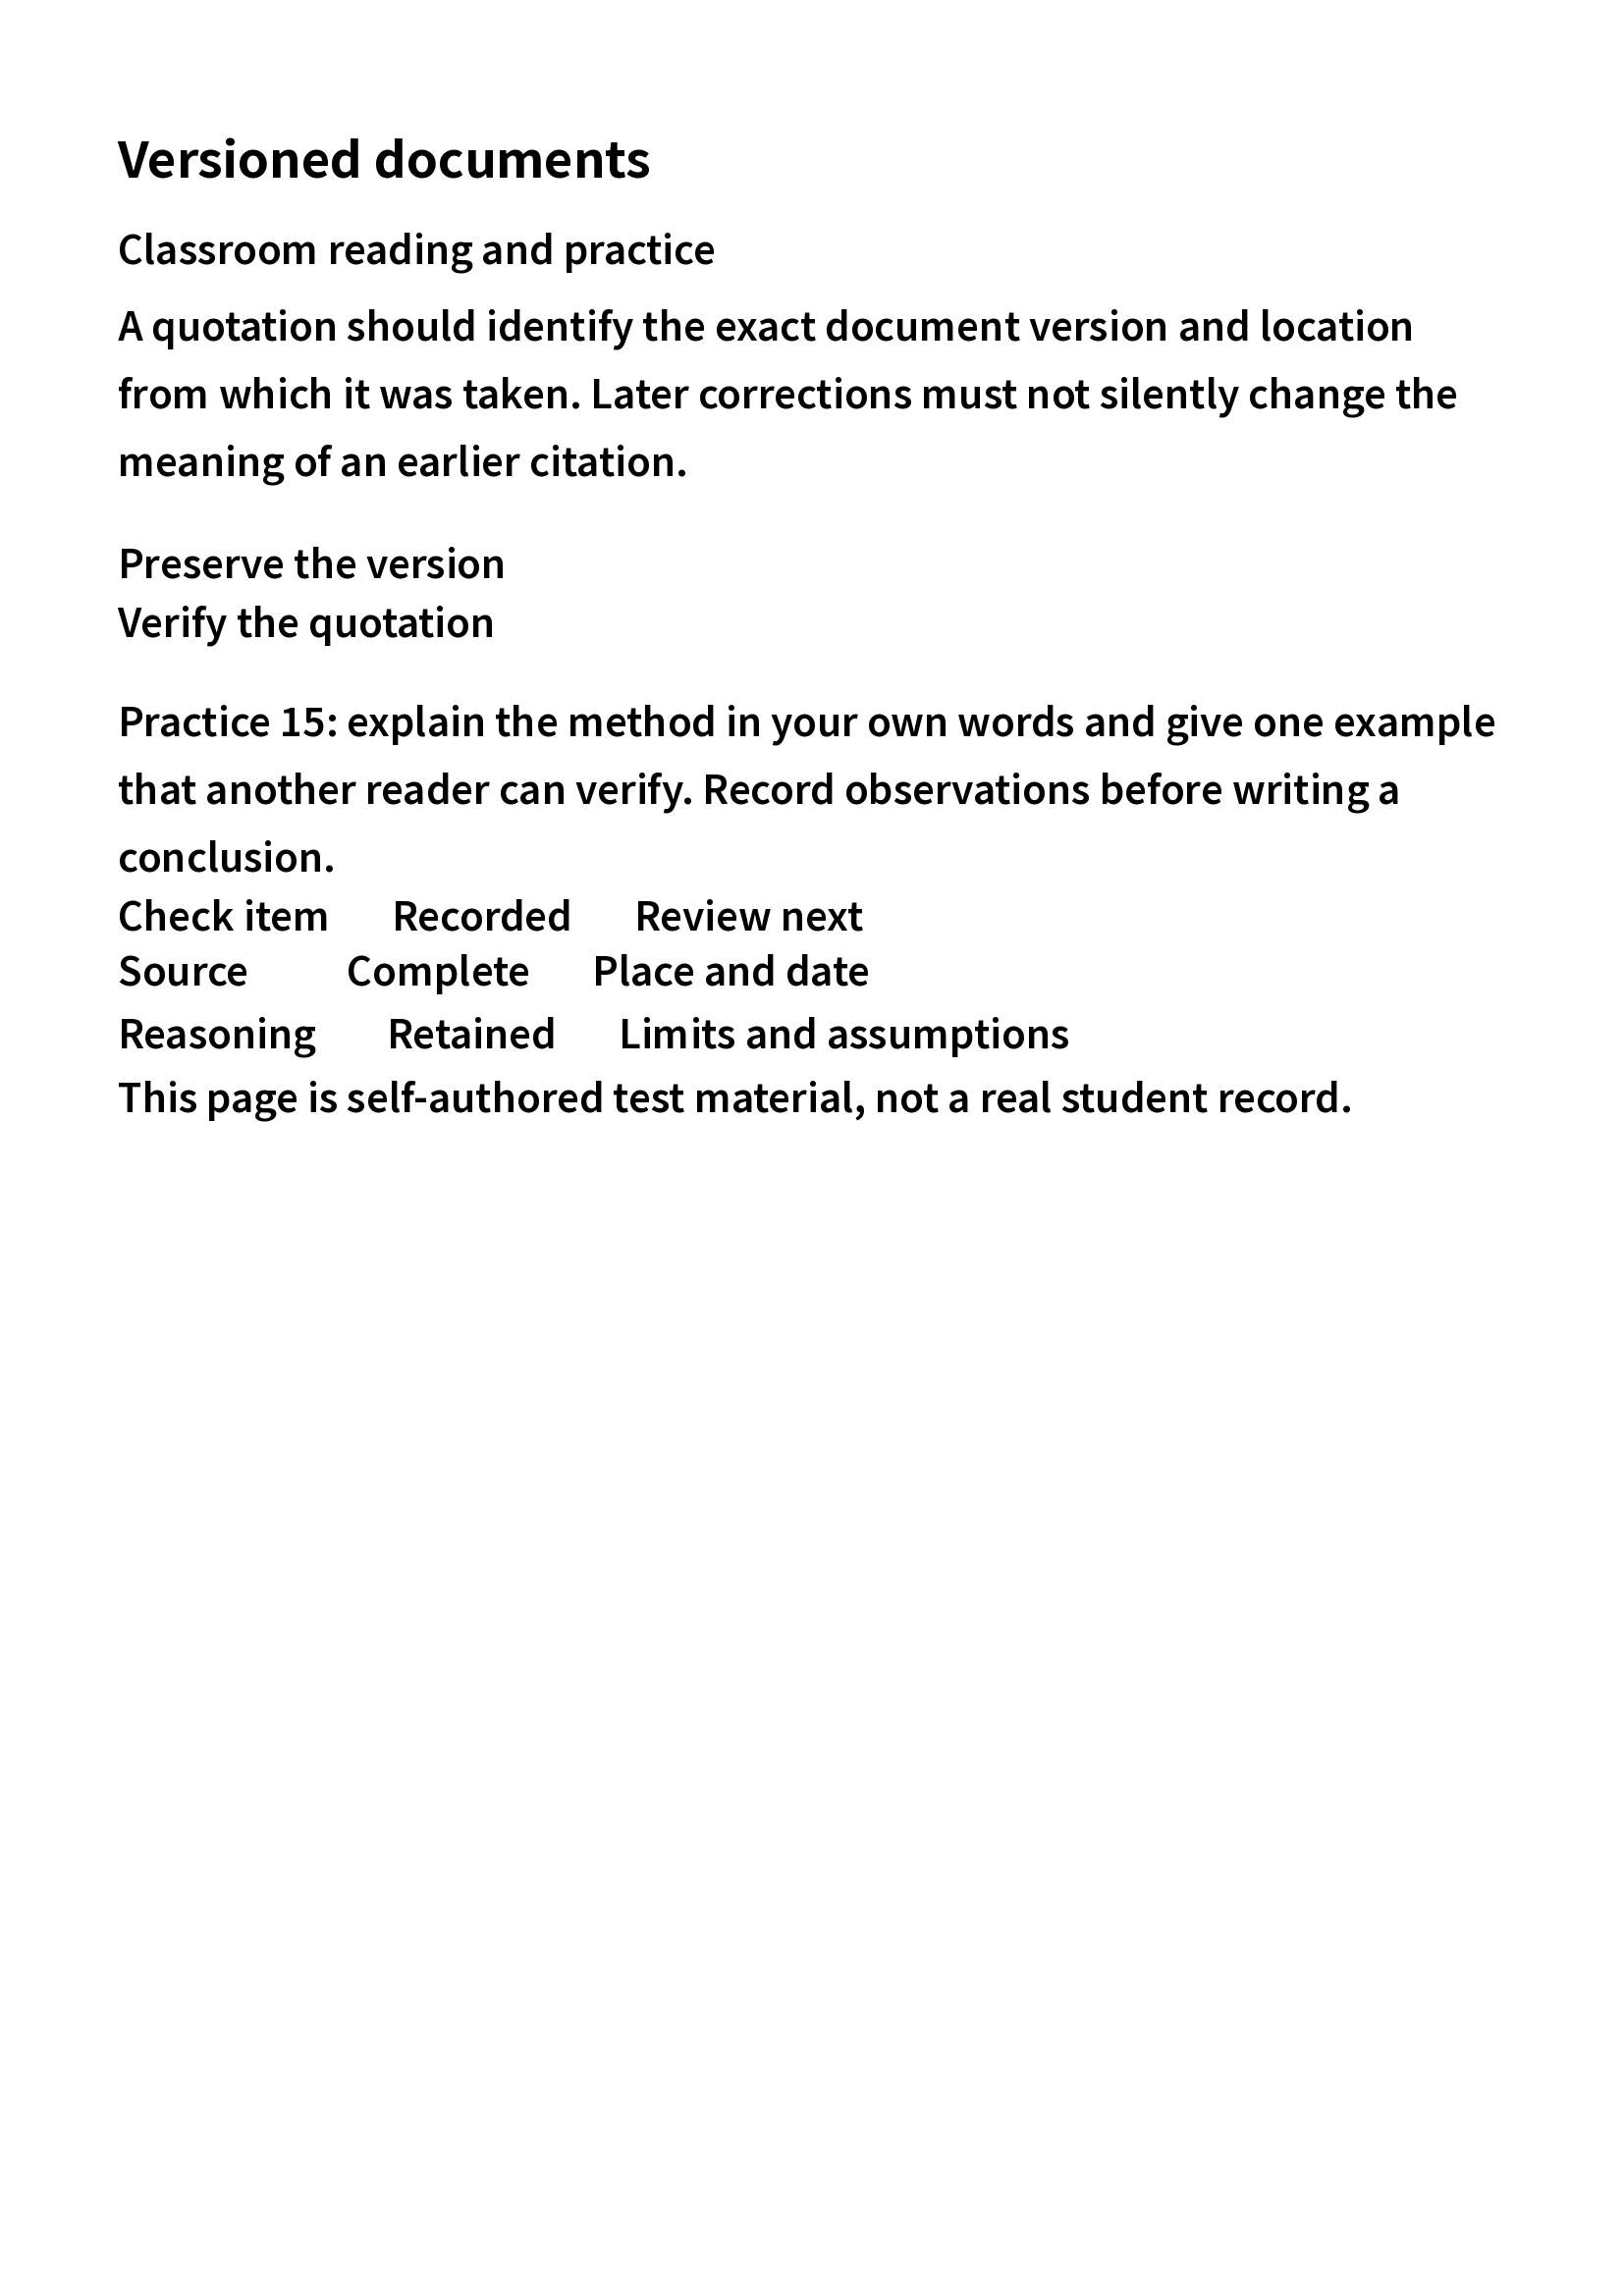 Versioned documents
Classroom reading and practice
A quotation should identify the exact document version and location
from which it was taken. Later corrections must not silently change the
meaning of an earlier citation.
Preserve the version
Verify the quotation
Practice 15: explain the method in your own words and give one example
that another reader can verify. Record observations before writing a
conclusion.
Check item Recorded Review next
Source Complete Place and date
Reasoning Retained Limits and assumptions
This page is self-authored test material, not a real student record.